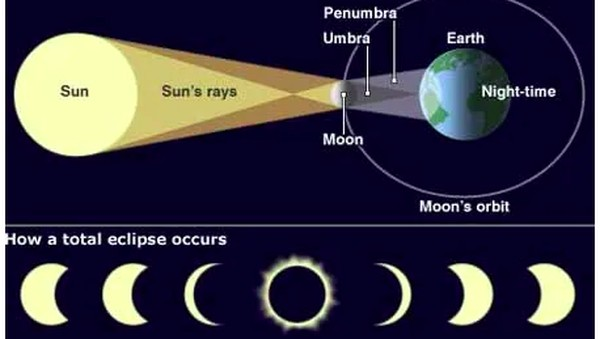 Penumbra
Umbra
Earth
Sun
Sun's rays
Night-time
Moon
Moon's orbit
How a total eclipse occurs